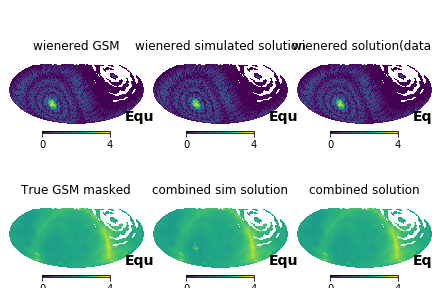 wienered GSM
wienered simulated solution
wienered solution(data
Equ
Equ
Eq
0 4
0 4
0 4
True GSM masked
combined sim solution
combined solution
Equ
Equ
Eq
0 4
0 4
0 4